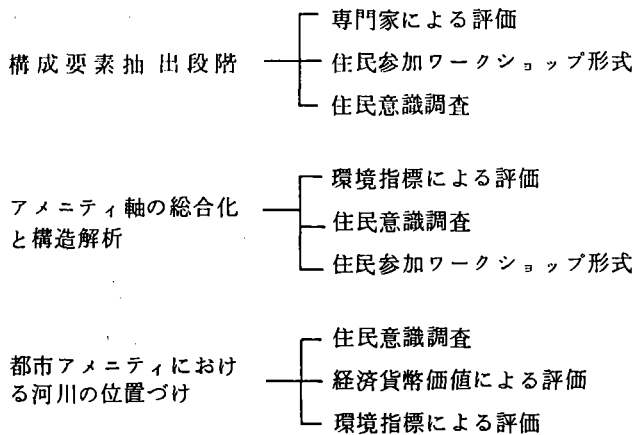 専門家による評価
構成要素抽出段階
住民参加ワークショップ形式
住民意識調査
環境指標による評価
アメニティ軸の総合化
と構造解析
住民意識調査
住民参加ワークショップ形式
住民意識調査
都市アメニティにおけ
る河川の位置づけ
経済貨幣価値による評価
環境指標による評価